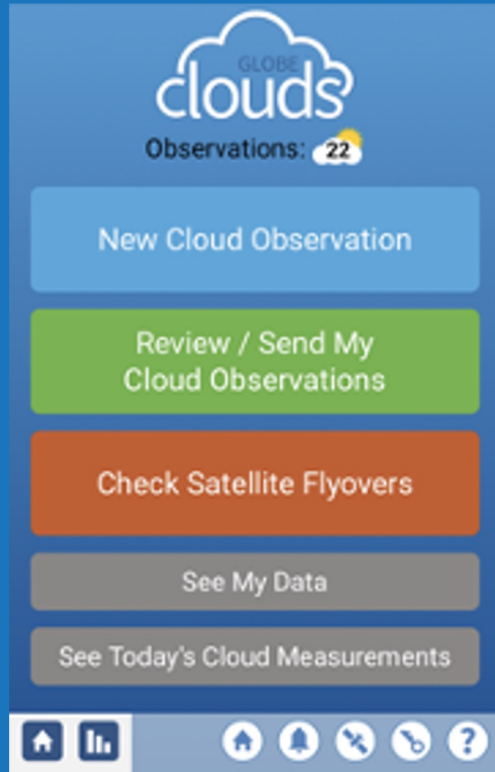 GLOBE
clouds
Observations: 22
New Cloud Observation
Review / Send My
Cloud Observations
Check Satellite Flyovers
See My Data
See Today's Cloud Measurements
?